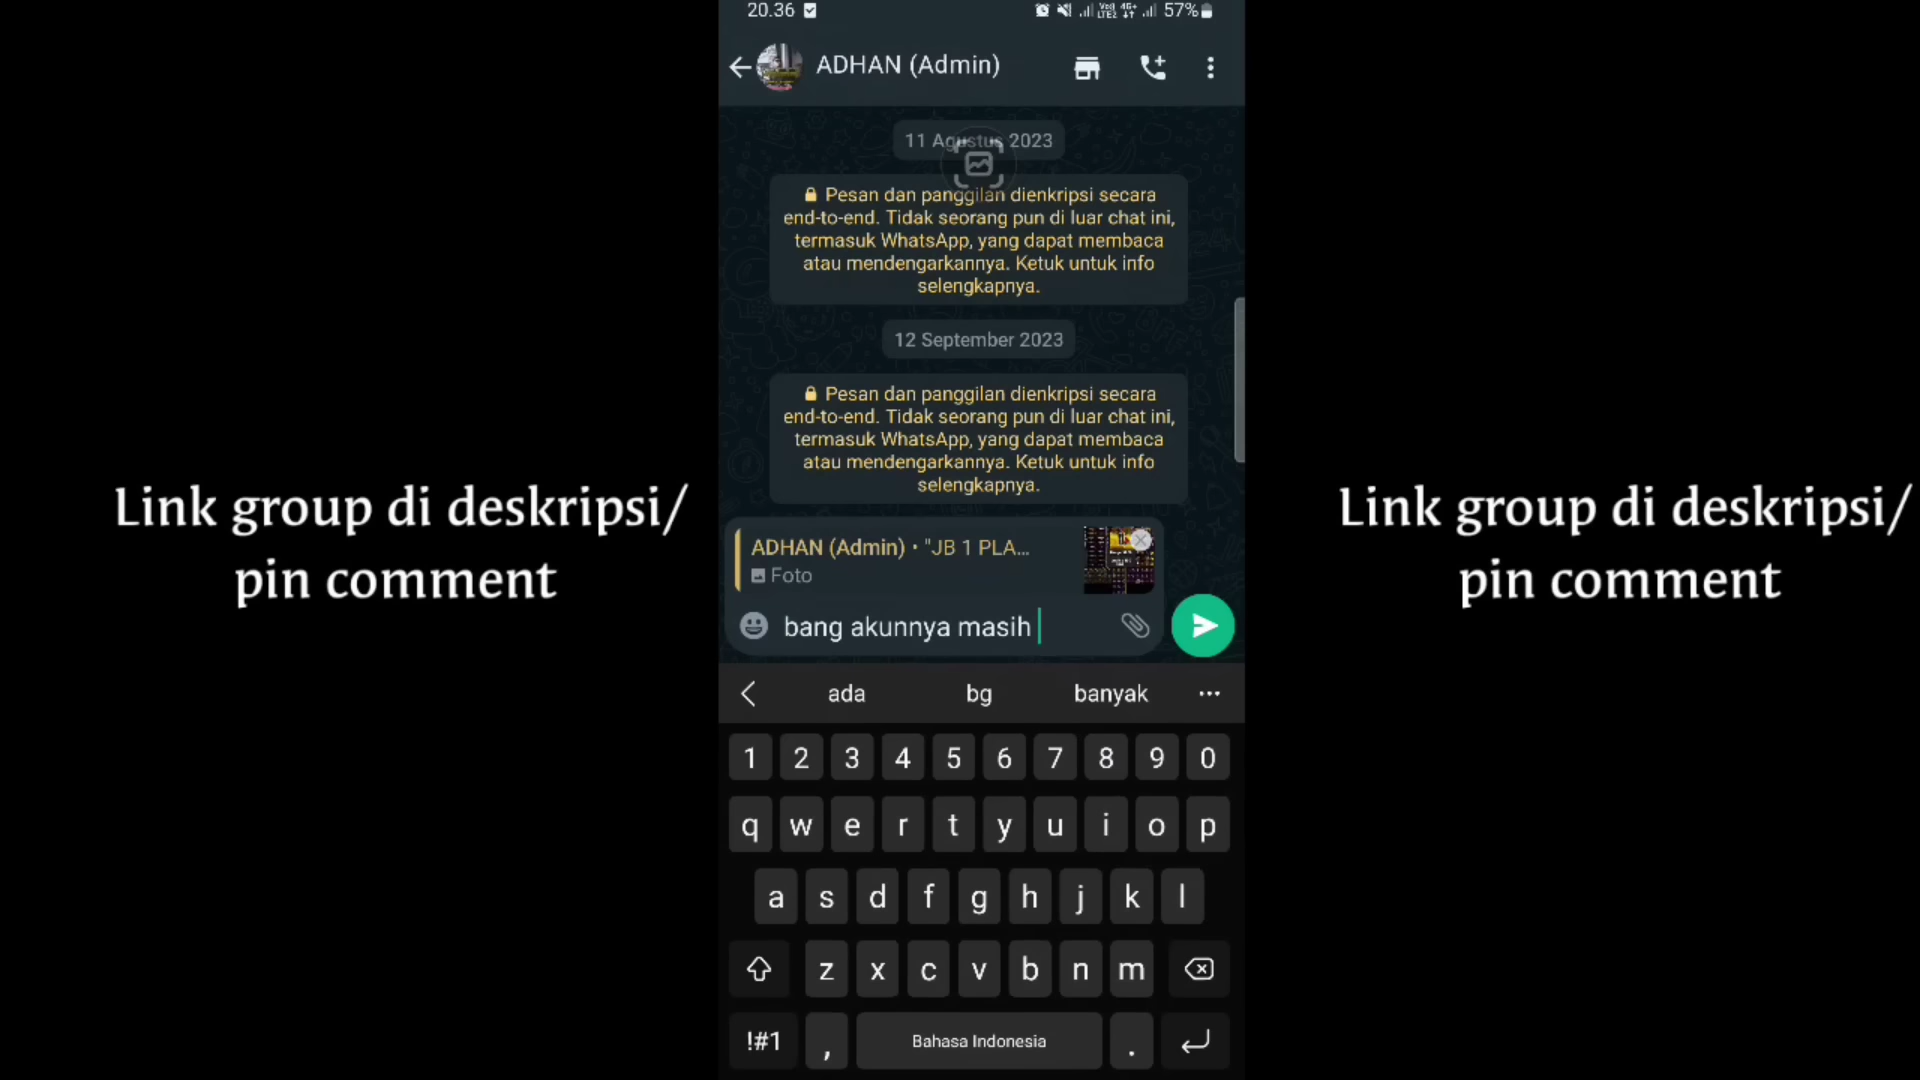 20.36
Voị 4G+
LTE2
57%
ADHAN (Admin)
11 Agustus 2023
Pesan dan panggilan dienkripsi secara
end-to-end. Tidak seorang pun di luar chat ini,
termasuk WhatsApp, yang dapat membaca
atau mendengarkannya. Ketuk untuk info
selengkapnya.
12 September 2023
Pesan dan panggilan dienkripsi secara
end-to-end. Tidak seorang pun di luar chat ini,
termasuk WhatsApp, yang dapat membaca
atau mendengarkannya. Ketuk untuk info
selengkapnya.
Link group di deskripsi/
pin comment
Link group di deskripsi/
pin comment
ADHAN (Admin) • "JB 1 PLA...
Foto
bang akunnya masih
ada bg banyak ...
1 2 3 4 5 6 7 8 9 0
q w e r t y u i o p
a s d f g h j k l
z x c v b n m
!#1 , Bahasa Indonesia .